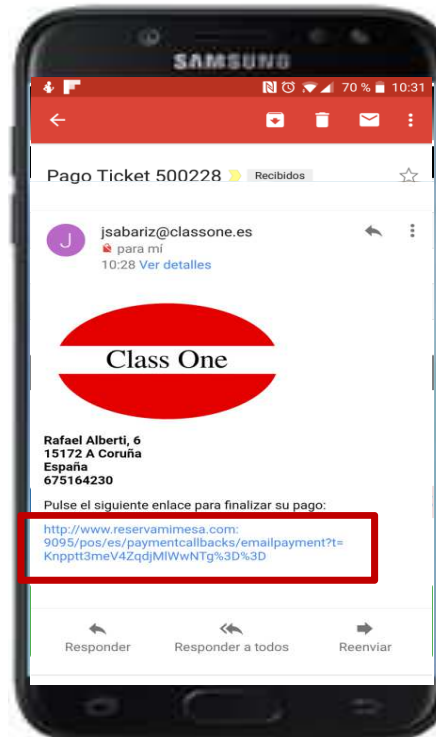 SAMSUNG
70 % 10:31
Pago Ticket 500228 Recibidos
J
jsabariz@classone.es
para mí
10:28 Ver detalles
Class One
Rafael Alberti, 6
15172 A Coruña
España
675164230
Pulse el siguiente enlace para finalizar su pago:
http://www.reservamimesa.com:
9095/pos/es/paymentcallbacks/emailpayment?t=
Knpptt3meV4ZqdjMlWwNTg%3D%3D
Responder Responder a todos Reenviar